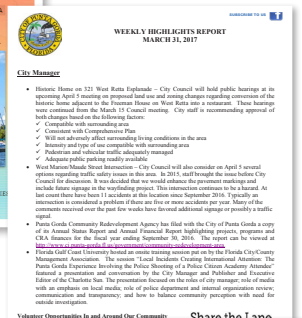 SUBSCRIBE TO US
CITY OF PUNTA GORDA
FLORIDA
WEEKLY HIGHLIGHTS REPORT
MARCH 31, 2017
City Manager
• Historic Home on 321 West Retta Esplanade – City Council will hold public hearings at its
upcoming April 5 meeting on proposed land use and zoning changes regarding conversion of the
historic home adjacent to the Freeman House on West Retta into a restaurant. These hearings
were continued from the March 15 Council meeting. City staff is recommending approval of
both changes based on the following factors:
✓ Compatible with surrounding area
✓ Consistent with Comprehensive Plan
✓ Will not adversely affect surrounding living conditions in the area
✓ Intensity and type of use compatible with surrounding area
✓ Pedestrian and vehicular traffic adequately managed
✓ Adequate public parking readily available
• West Marion/Maude Street Intersection – City Council will also consider on April 5 several
options regarding traffic safety issues in this area. In 2015, staff brought the issue before City
Council for discussion. It was decided that we would enhance the pavement markings and
include future signage in the wayfinding project. This intersection continues to be a hazard. At
last count there have been 11 accidents at this location since September 2016. Typically an
intersection is considered a problem if there are five or more accidents per year. Many of the
comments received over the past few weeks have favored additional signage or possibly a traffic
signal.
• Punta Gorda Community Redevelopment Agency has filed with the City of Punta Gorda a copy
of its Annual Status Report and Annual Financial Report highlighting projects, programs and
CRA finances for the fiscal year ending September 30, 2016. The report can be viewed at
http://www.ci.punta-gorda.fl.us/government/community-redevelopment-area.
• Florida Gulf Coast University hosted an online training session put on by the Florida City/County
Management Association. The session "Local Incidents Creating International Attention: The
Punta Gorda Experience Involving the Police Shooting of a Police Citizen Academy Attendee"
featured a presentation and conversation by the City Manager and Publisher and Executive
Editor of the Charlotte Sun. The presentation focused on the roles of city manager; role of media
with an emphasis on local media; role of police department and internal organization review;
communication and transparency; and how to balance community perception with need for
outside investigation.
Volunteer Opportunities In and Around Our Community
Share the Lane